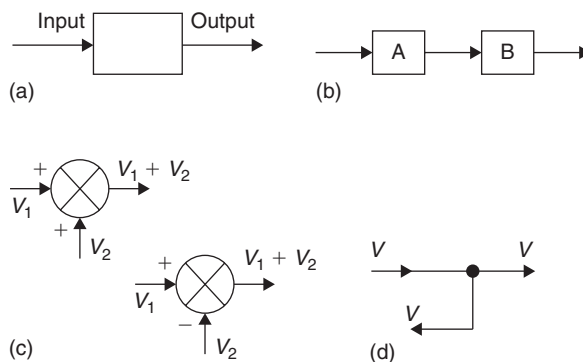 Input Output
(a)
A B
(b)
+ V1 + V2
V1
+ V2
+ V1 + V2
V1
− V2
(c)
V V
V
(d)